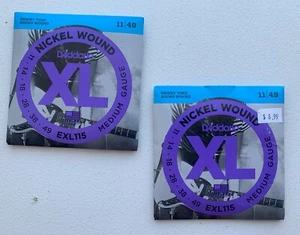 11|49
NICKEL WOUND
D'Addario
XL
11 · 14 · 18 · 28 · 38 · 49
EXL115
MEDIUM GAUGE
11|49
NICKEL WOUND
D'Addario
$ 8.99
XL
11 · 14 · 18 · 28 · 38 · 49
EXL115
MEDIUM GAUGE